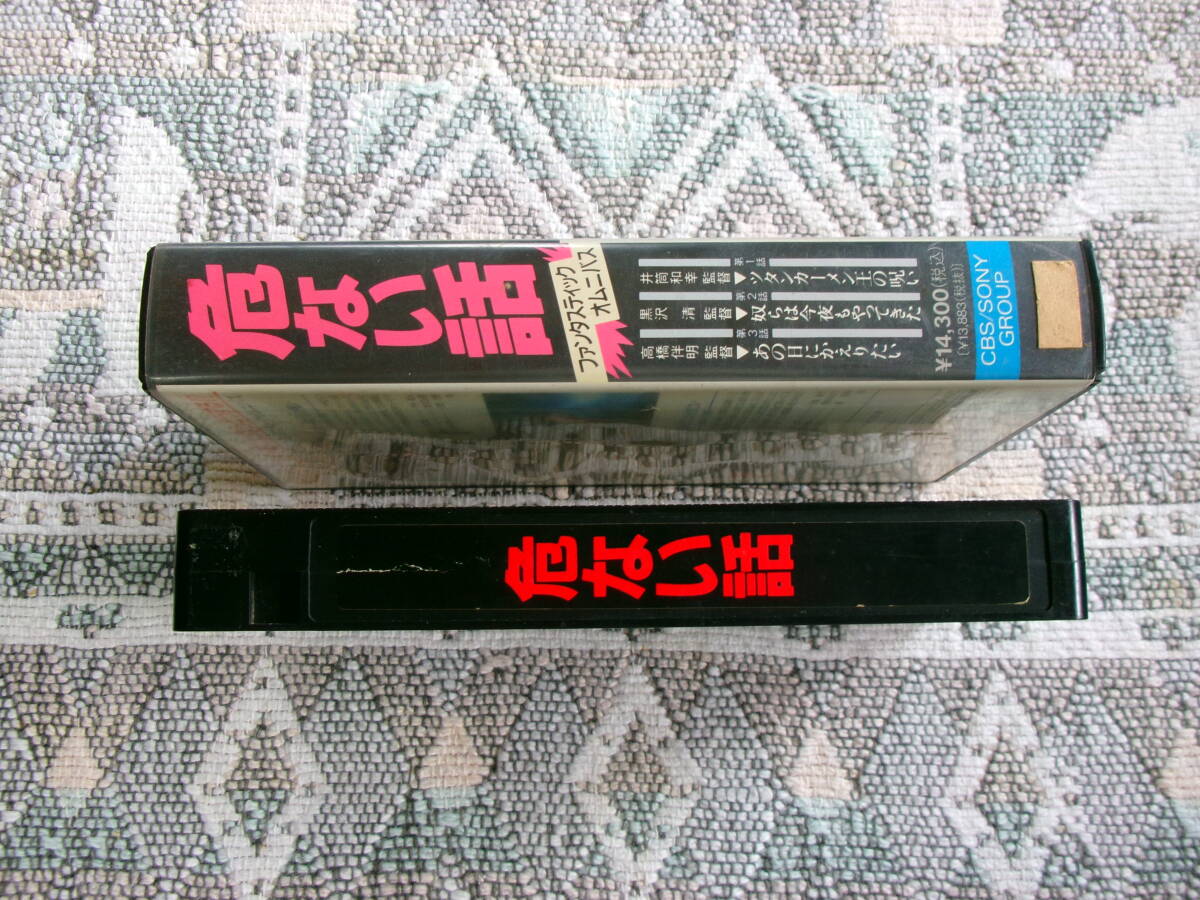 危ない話
ファンタスティック
オムニバス
第1話
井筒和幸監督▼ツタンカーメン王の呪い
第2話
黒沢 清監督▼奴らは今夜もやってきた
第3話
高橋伴明監督▼あの日にかえりたい
¥14,300(税込)
(¥13,883(税抜))
CBS/SONY
GROUP
危ない話